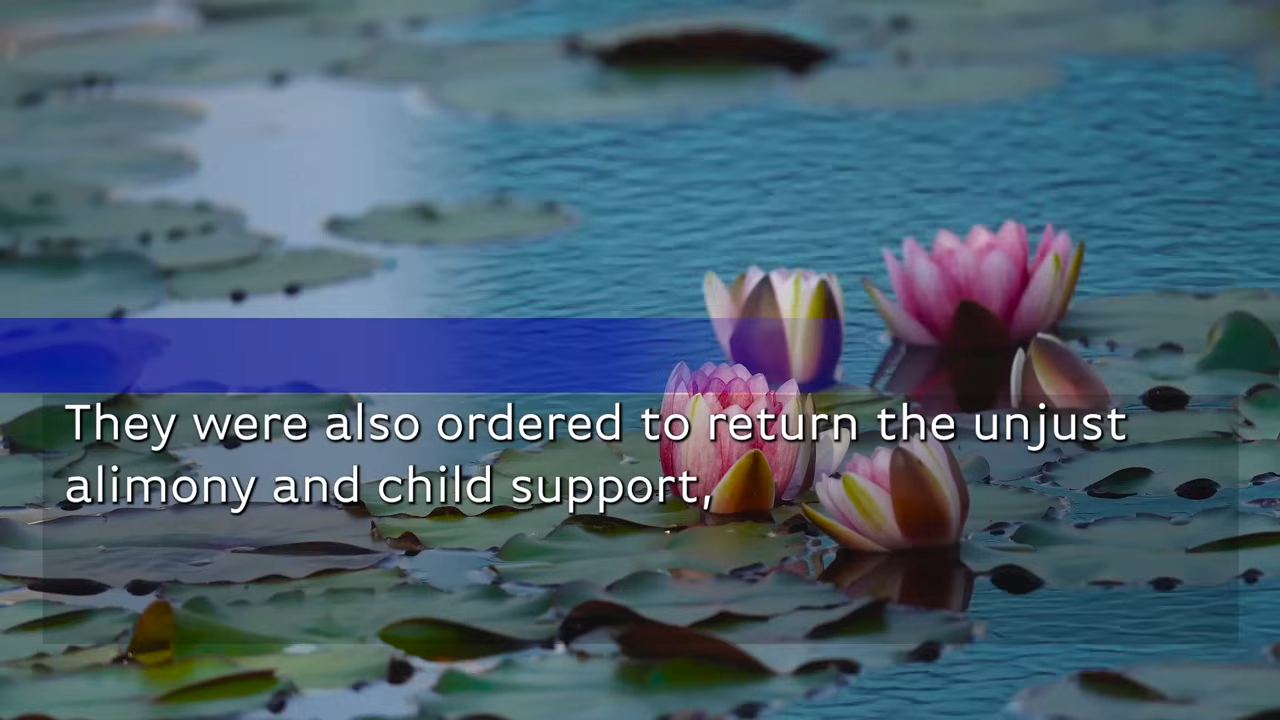 They were also ordered to return the unjust
alimony and child support,